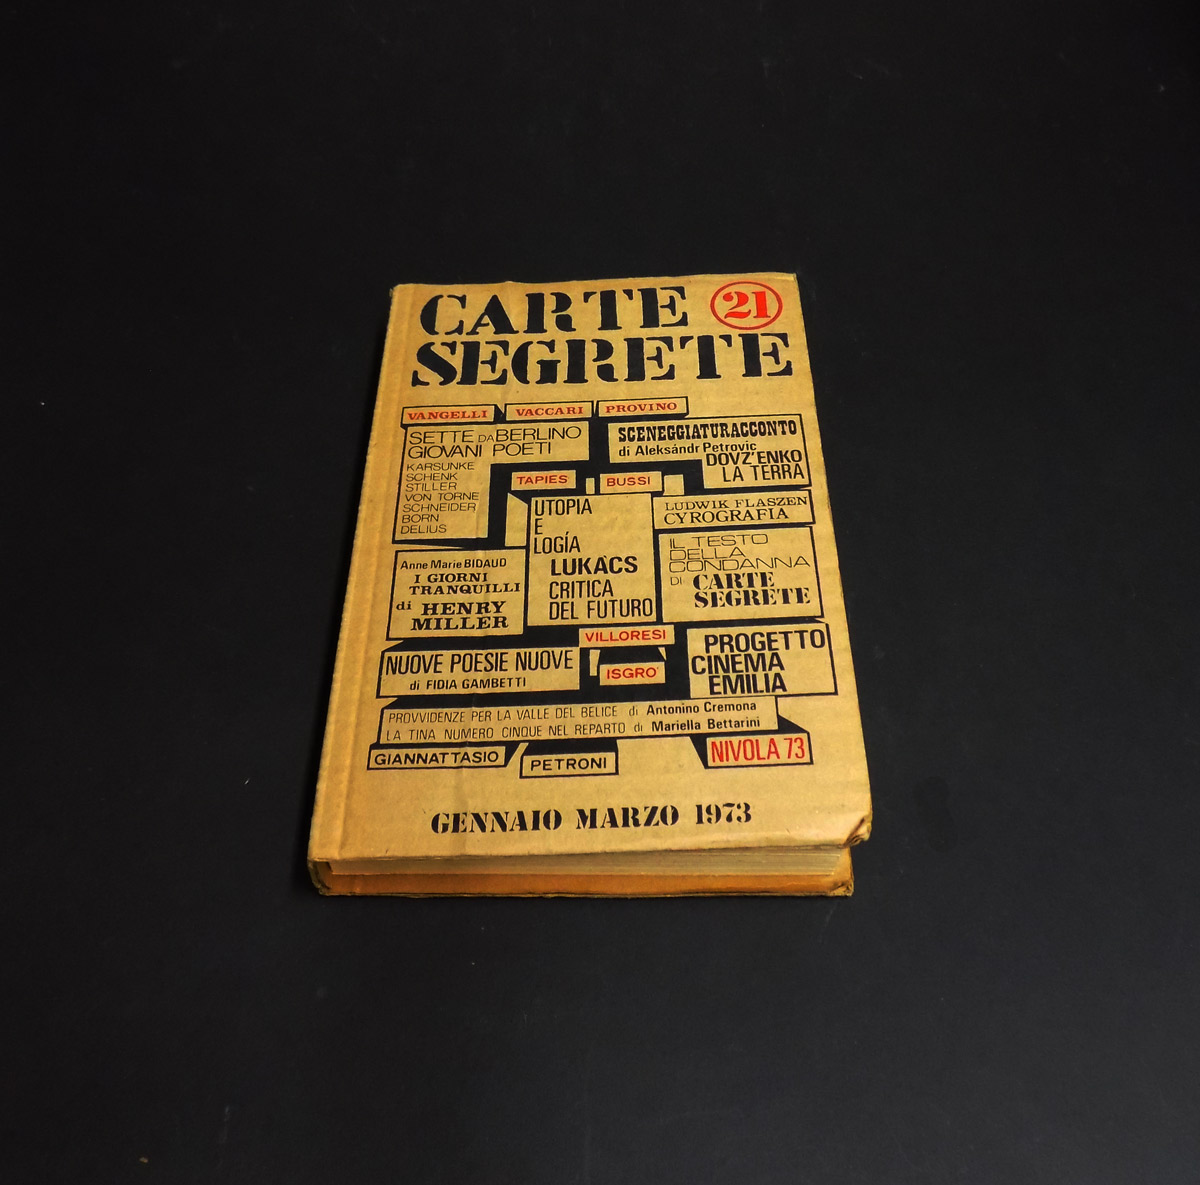 CARTE 21
SEGRETE
VANGELLI VACCARI PROVINO
SETTE DA BERLINO
GIOVANI POETI
KARSUNKE
SCHENK
STILLER
VON TORNE
SCHNEIDER
BORN
DELIUS
SCENEGGIATURACCONTO
di Aleksándr Petrovic
DOVZ'ENKO
LA TERRA
TAPIES BUSSI
UTOPIA
E
LOGÍA
LUKÀCS
CRITICA
DEL FUTURO
LUDWIK FLASZEN
CYROGRAFIA
IL TESTO
DELLA
CONDANNA
DI CARTE
SEGRETE
Anne Marie BIDAUD
I GIORNI
TRANQUILLI
di HENRY
MILLER
VILLORESI
ISGRO'
PROGETTO
CINEMA
EMILIA
NUOVE POESIE NUOVE
di FIDIA GAMBETTI
PROVVIDENZE PER LA VALLE DEL BELICE di Antonino Cremona
LA TINA NUMERO CINQUE NEL REPARTO di Mariella Bettarini
GIANNATTASIO
PETRONI
NIVOLA 73
GENNAIO MARZO 1973